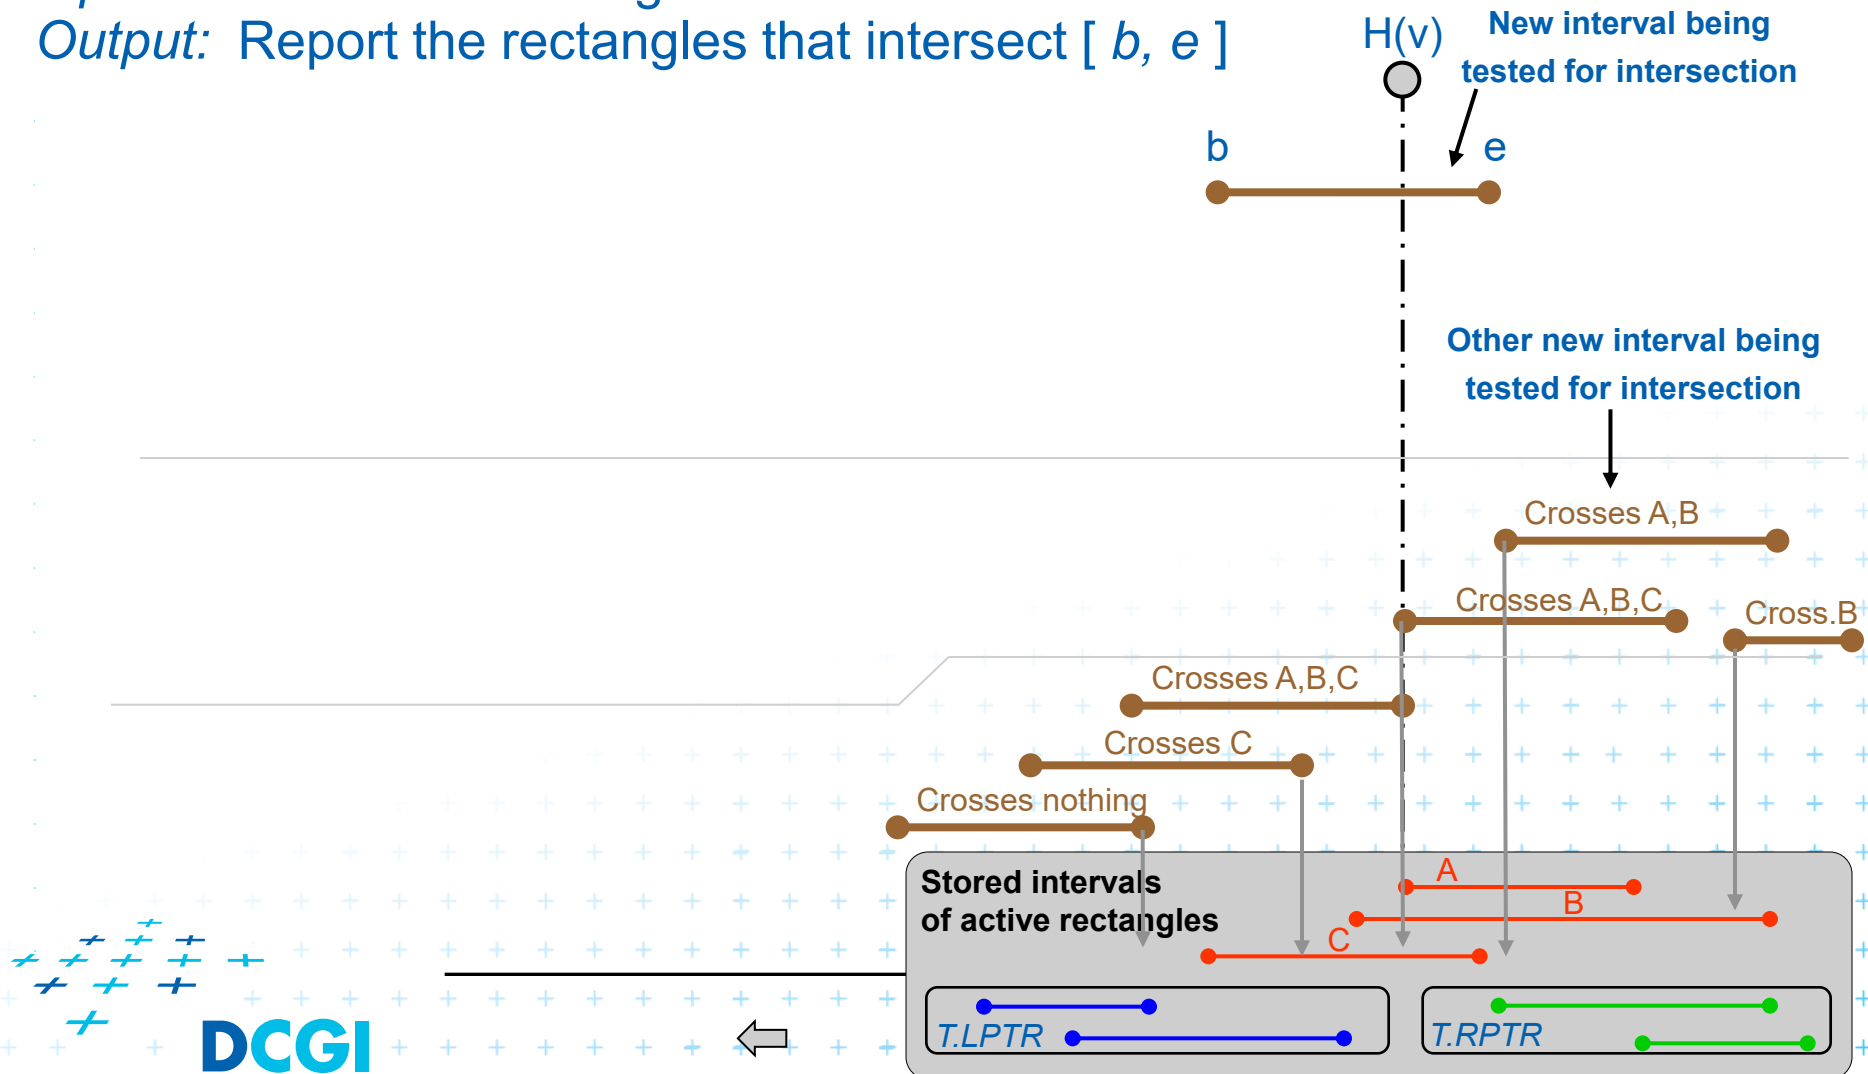 Output: Report the rectangles that intersect [ b, e ]
H(v)
New interval being
tested for intersection
b
e
Other new interval being
tested for intersection
Crosses A,B
Crosses A,B,C
Cross.B
Crosses A,B,C
Crosses C
Crosses nothing
Stored intervals
of active rectangles
A
B
C
T.LPTR
T.RPTR
DCGI